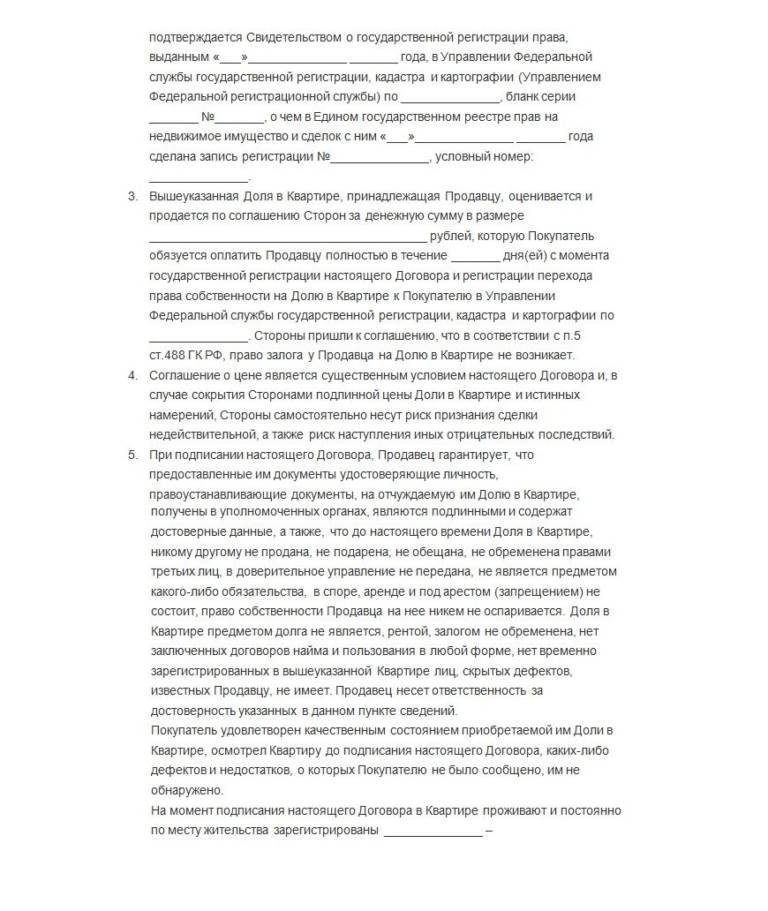 подтверждается Свидетельством о государственной регистрации права,
выданным «___»______________ _______ года, в Управлении Федеральной
службы государственной регистрации, кадастра и картографии (Управлением
Федеральной регистрационной службы) по ______________, бланк серии
_______ №_______, о чем в Едином государственном реестре прав на
недвижимое имущество и сделок с ним «___»______________ _______ года
сделана запись регистрации №______________, условный номер:
______________.
3. Вышеуказанная Доля в Квартире, принадлежащая Продавцу, оценивается и
продается по соглашению Сторон за денежную сумму в размере
________________________________________ рублей, которую Покупатель
обязуется оплатить Продавцу полностью в течение _______ дня(ей) с момента
государственной регистрации настоящего Договора и регистрации перехода
права собственности на Долю в Квартире к Покупателю в Управлении
Федеральной службы государственной регистрации, кадастра и картографии по
______________. Стороны пришли к соглашению, что в соответствии с п.5
ст.488 ГК РФ, право залога у Продавца на Долю в Квартире не возникает.
4. Соглашение о цене является существенным условием настоящего Договора и, в
случае сокрытия Сторонами подлинной цены Доли в Квартире и истинных
намерений, Стороны самостоятельно несут риск признания сделки
недействительной, а также риск наступления иных отрицательных последствий.
5. При подписании настоящего Договора, Продавец гарантирует, что
предоставленные им документы удостоверяющие личность,
правоустанавливающие документы, на отчуждаемую им Долю в Квартире,
получены в уполномоченных органах, являются подлинными и содержат
достоверные данные, а также, что до настоящего времени Доля в Квартире,
никому другому не продана, не подарена, не обещана, не обременена правами
третьих лиц, в доверительное управление не передана, не является предметом
какого-либо обязательства, в споре, аренде и под арестом (запрещением) не
состоит, право собственности Продавца на нее никем не оспаривается. Доля в
Квартире предметом долга не является, рентой, залогом не обременена, нет
заключенных договоров найма и пользования в любой форме, нет временно
зарегистрированных в вышеуказанной Квартире лиц, скрытых дефектов,
известных Продавцу, не имеет. Продавец несет ответственность за
достоверность указанных в данном пункте сведений.
Покупатель удовлетворен качественным состоянием приобретаемой им Доли в
Квартире, осмотрел Квартиру до подписания настоящего Договора, каких-либо
дефектов и недостатков, о которых Покупателю не было сообщено, им не
обнаружено.
На момент подписания настоящего Договора в Квартире проживают и постоянно
по месту жительства зарегистрированы ______________ –